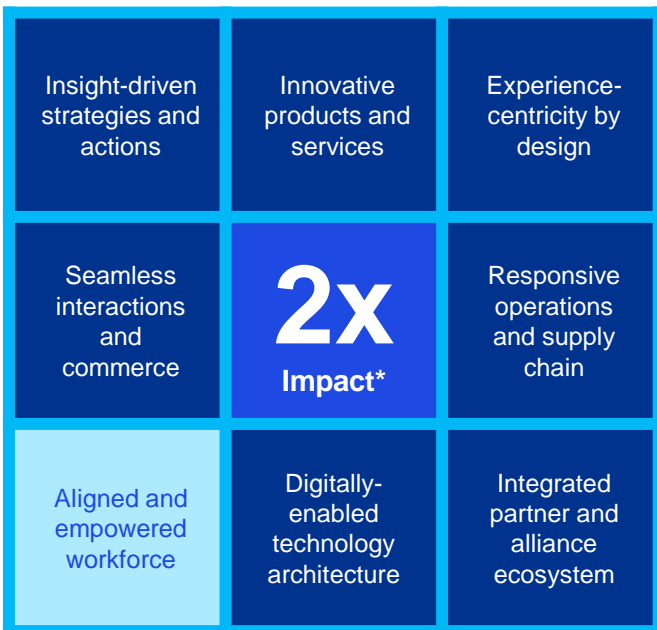 Insight-driven
strategies and
actions
Innovative
products and
services
Experience-
centricity by
design
Seamless
interactions
and
commerce
2x
Impact*
Responsive
operations
and supply
chain
Aligned and
empowered
workforce
Digitally-
enabled
technology
architecture
Integrated
partner and
alliance
ecosystem